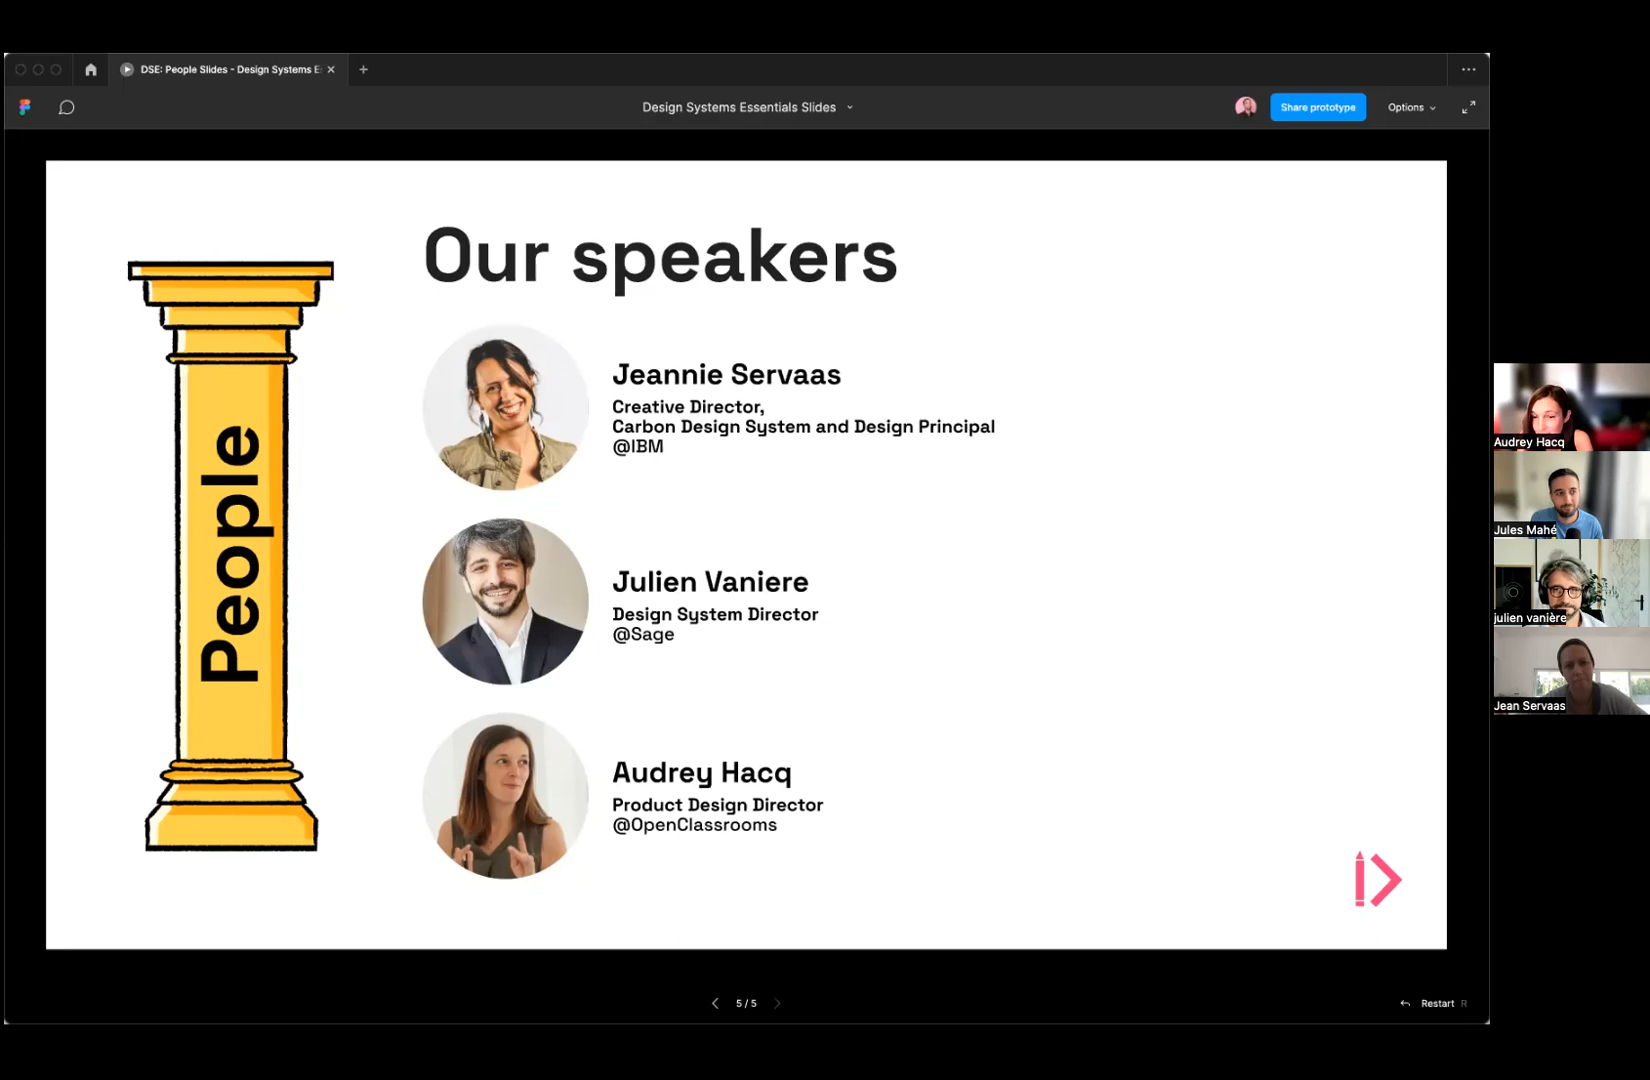 DSE: People Slides - Design Systems E
Design Systems Essentials Slides
Share prototype
Options
Our speakers
People
Jeannie Servaas
Creative Director,
Carbon Design System and Design Principal
@IBM
Julien Vaniere
Design System Director
@Sage
Audrey Hacq
Product Design Director
@OpenClassrooms
Audrey Hacq
Jules Mahé
julien vanière
Jean Servaas
5 / 5
Restart R